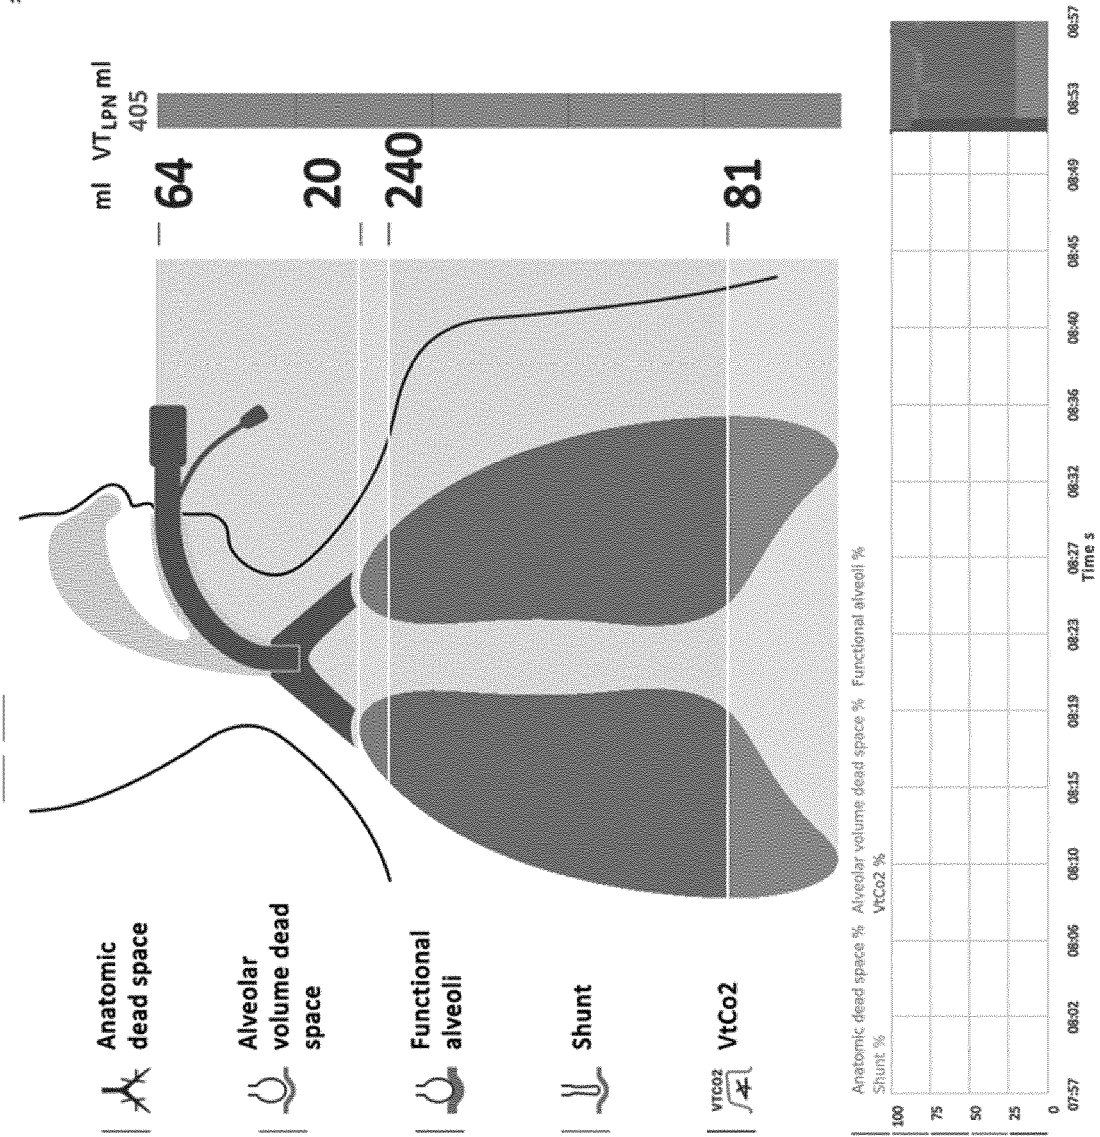 ml VT LPN ml
405
Anatomic
dead space
64
Alveolar
volume dead
space
20
Functional
alveoli
240
Shunt
VTCO2
VtCo2
81
Anatomic dead space % Alveolar volume dead space % Functional alveoli %
Shunt % VtCo2 %
100
75
50
25
0
07:57 08:02 08:06 08:10 08:15 08:19 08:23 08:27 08:32 08:36 08:40 08:45 08:49 08:53 08:57
Time s